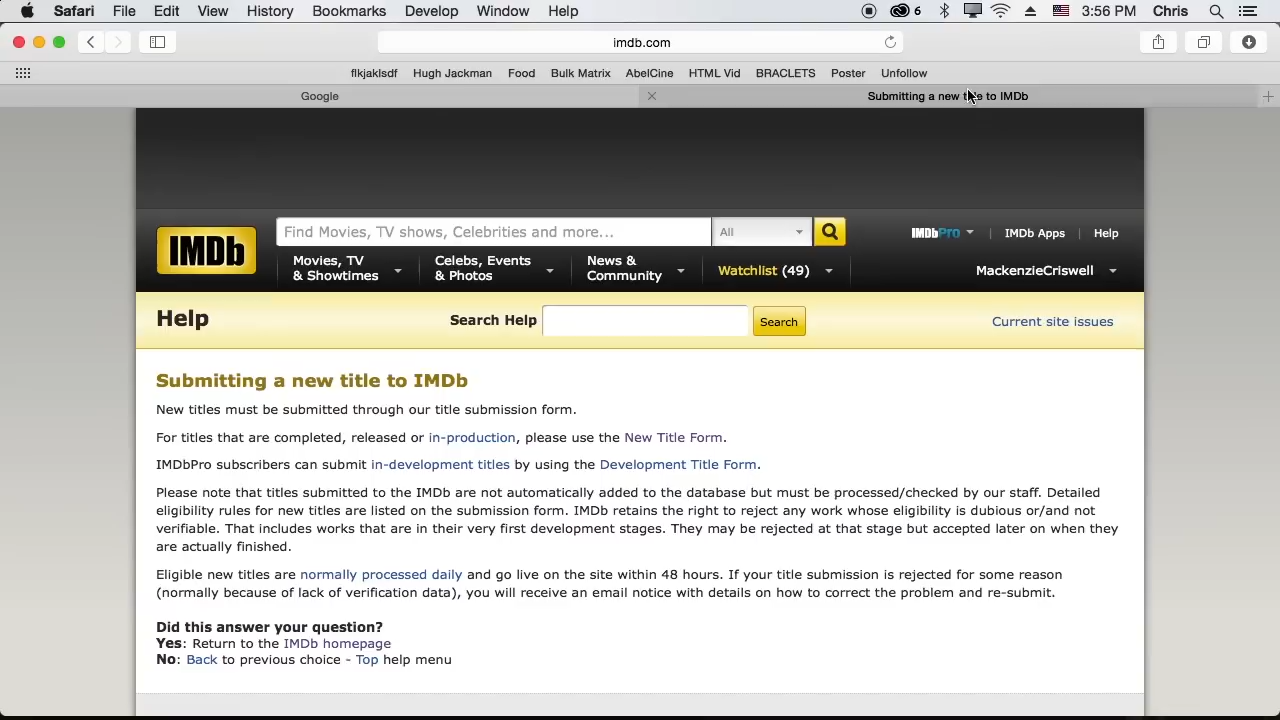 Safari File Edit View History Bookmarks Develop Window Help 6 3:56 PM Chris
imdb.com
flkjaklsdf Hugh Jackman Food Bulk Matrix AbelCine HTML Vid BRACLETS Poster Unfollow
Google Submitting a new title to IMDb
IMDb Find Movies, TV shows, Celebrities and more... All IMDbPro | IMDb Apps | Help
Movies, TV Celebs, Events News &
& Showtimes & Photos Community Watchlist (49) MackenzieCriswell
Help Search Help Search Current site issues
Submitting a new title to IMDb
New titles must be submitted through our title submission form.
For titles that are completed, released or in-production, please use the New Title Form.
IMDbPro subscribers can submit in-development titles by using the Development Title Form.
Please note that titles submitted to the IMDb are not automatically added to the database but must be processed/checked by our staff. Detailed
eligibility rules for new titles are listed on the submission form. IMDb retains the right to reject any work whose eligibility is dubious or/and not
verifiable. That includes works that are in their very first development stages. They may be rejected at that stage but accepted later on when they
are actually finished.
Eligible new titles are normally processed daily and go live on the site within 48 hours. If your title submission is rejected for some reason
(normally because of lack of verification data), you will receive an email notice with details on how to correct the problem and re-submit.
Did this answer your question?
Yes: Return to the IMDb homepage
No: Back to previous choice - Top help menu